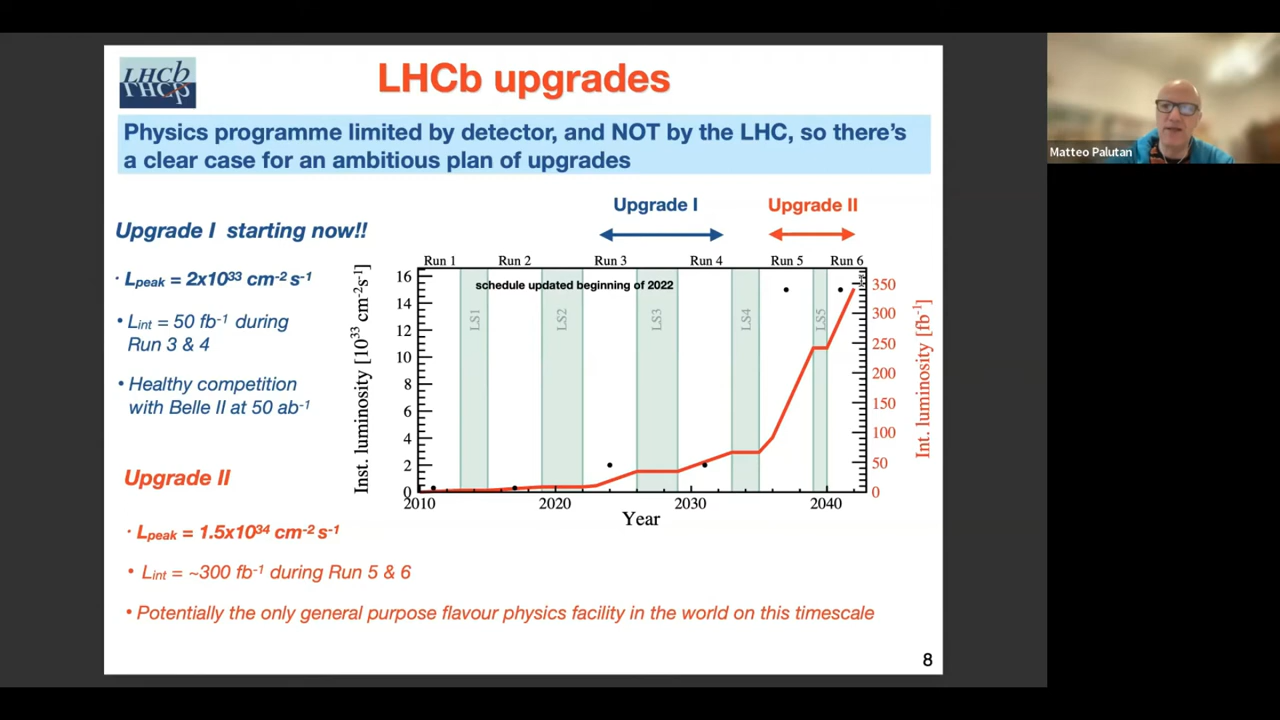 LHCb
LHCb upgrades
Physics programme limited by detector, and NOT by the LHC, so there's
a clear case for an ambitious plan of upgrades
Matteo Palutan
Upgrade I starting now!!
· Lpeak = 2x10³³ cm-² s-¹
• Lint = 50 fb-¹ during
Run 3 & 4
• Healthy competition
with Belle II at 50 ab-¹
Upgrade I
Upgrade II
Run 1
Run 2
Run 3
Run 4
Run 5
Run 6
schedule updated beginning of 2022
LS1
LS2
LS3
LS4
LS5
Inst. luminosity [10³³ cm-²s-¹]
16
14
12
10
8
6
4
2
0
350
300
250
200
150
100
50
0
Int. luminosity [fb-¹]
2010
2020
2030
2040
Year
Upgrade II
· Lpeak = 1.5x10³⁴ cm-² s-¹
• Lint = ~300 fb-¹ during Run 5 & 6
• Potentially the only general purpose flavour physics facility in the world on this timescale
8